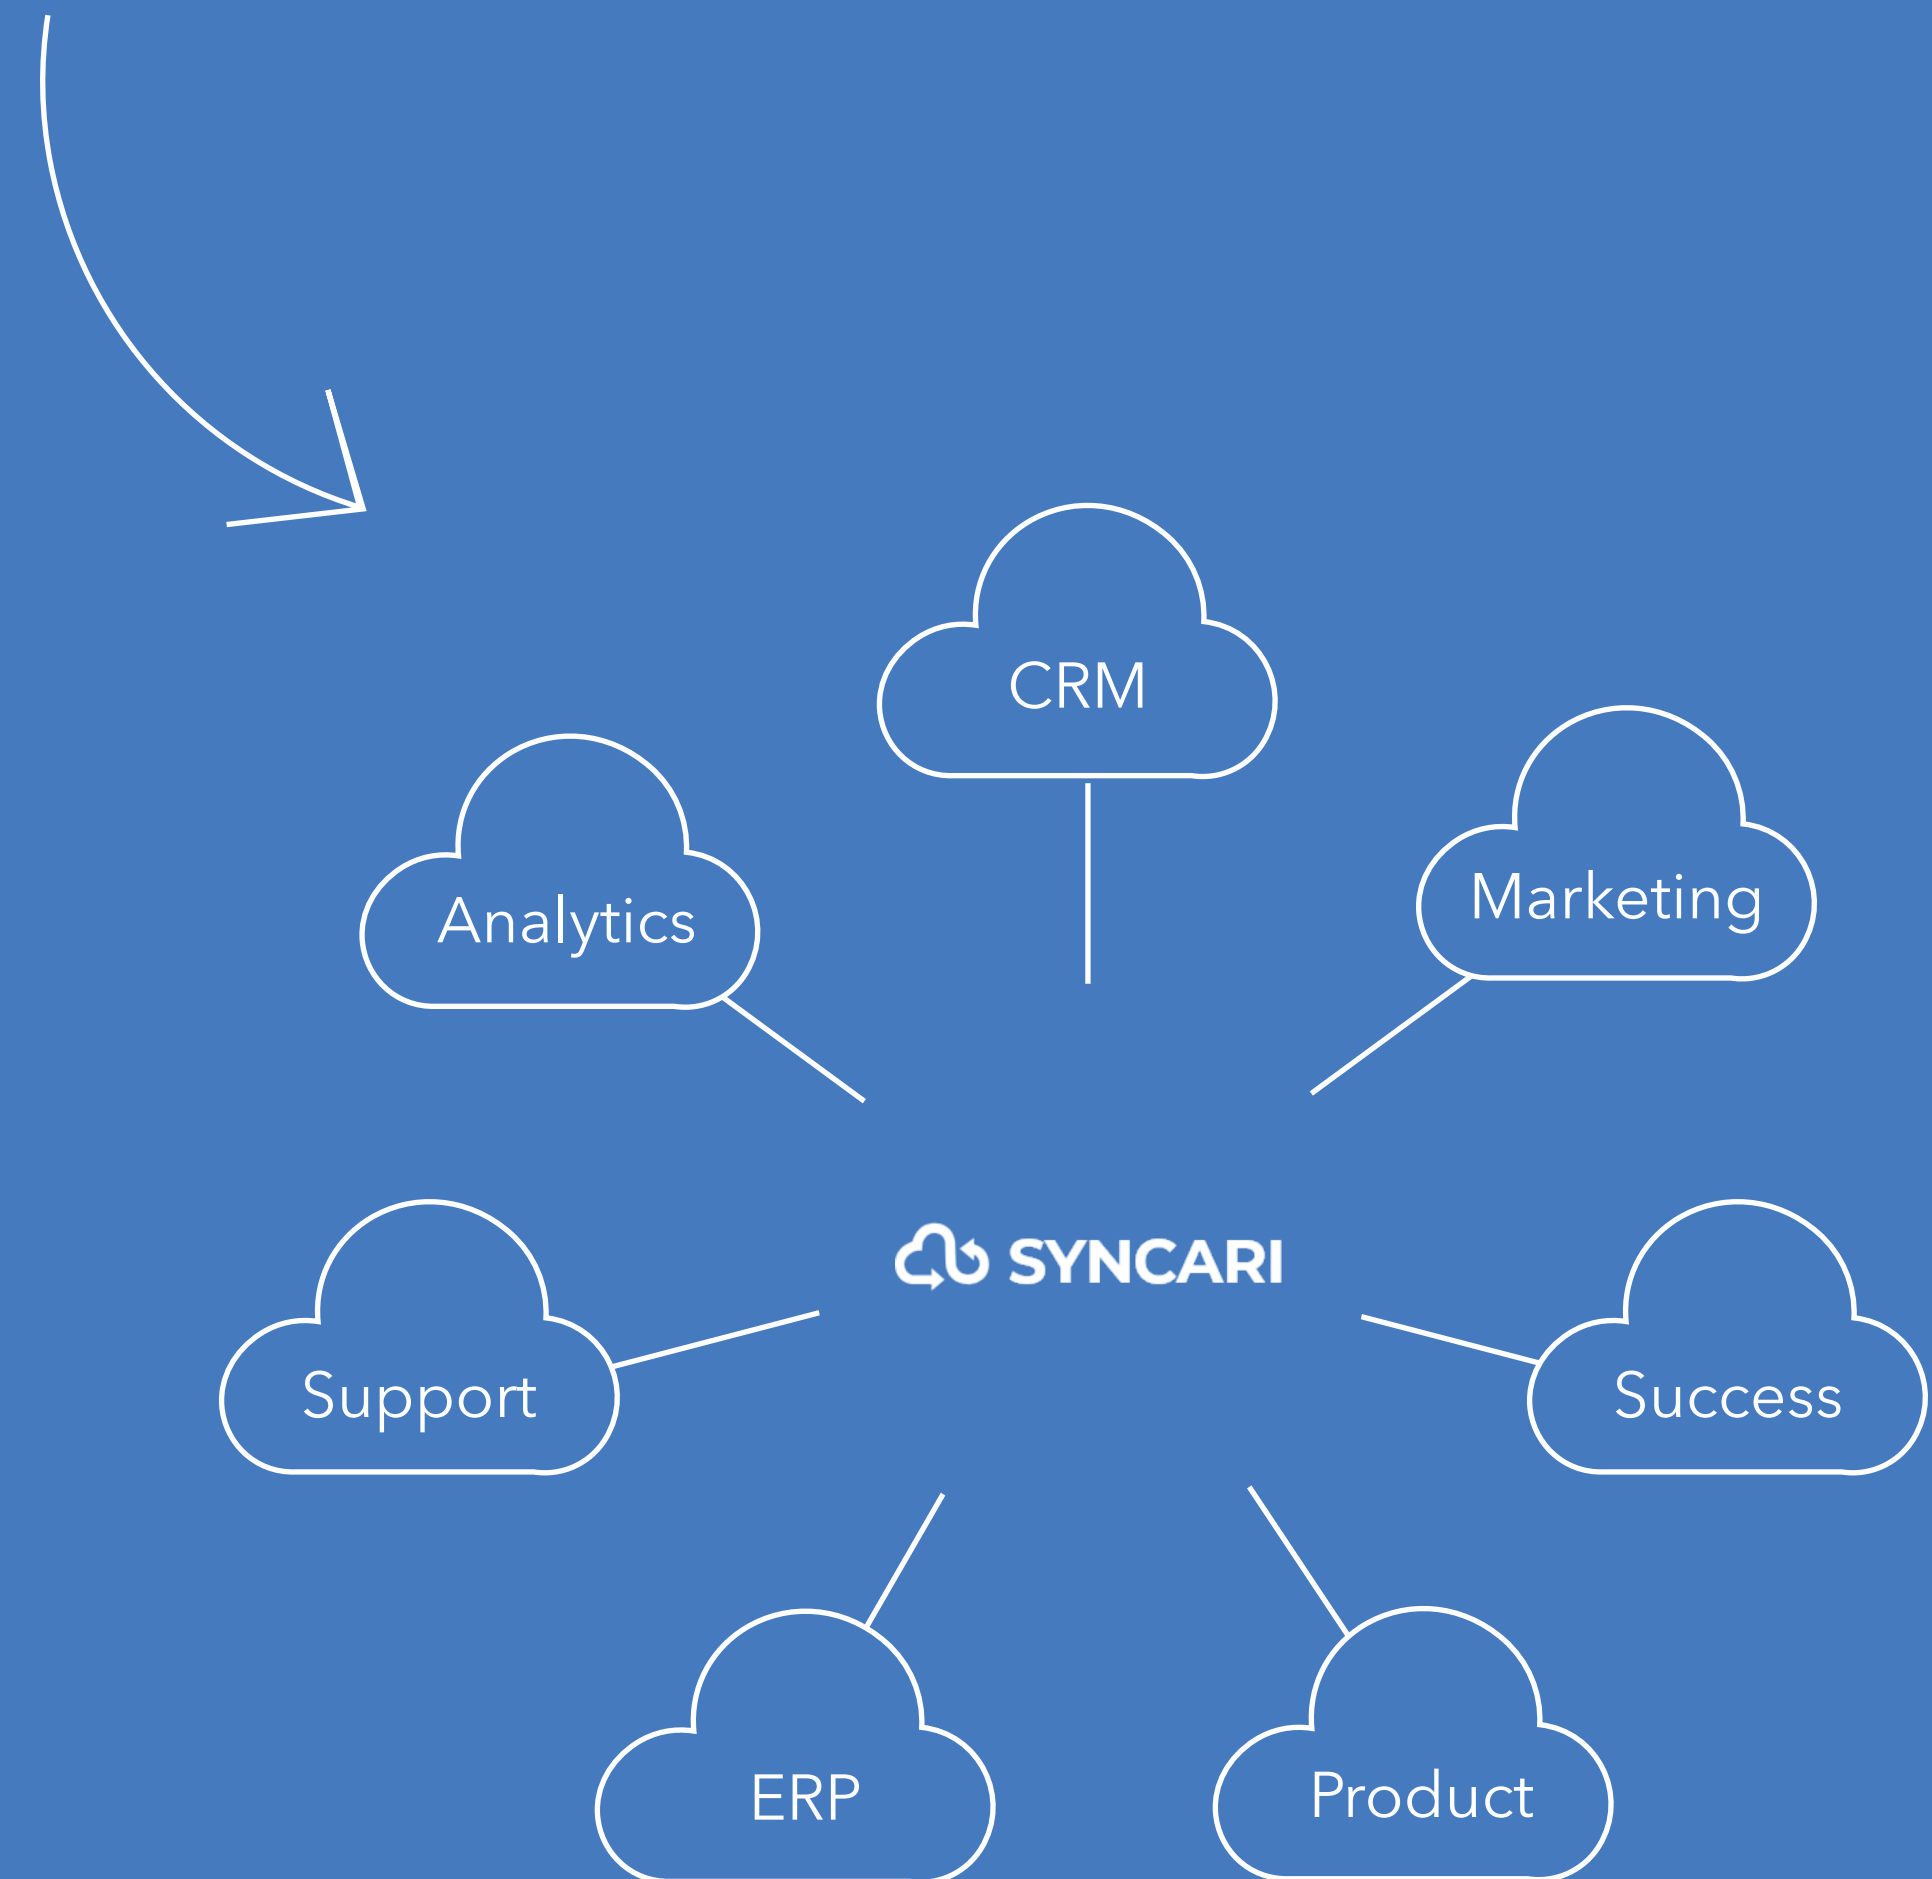 CRM
Marketing
Analytics
SYNCARI
Support
Success
ERP
Product